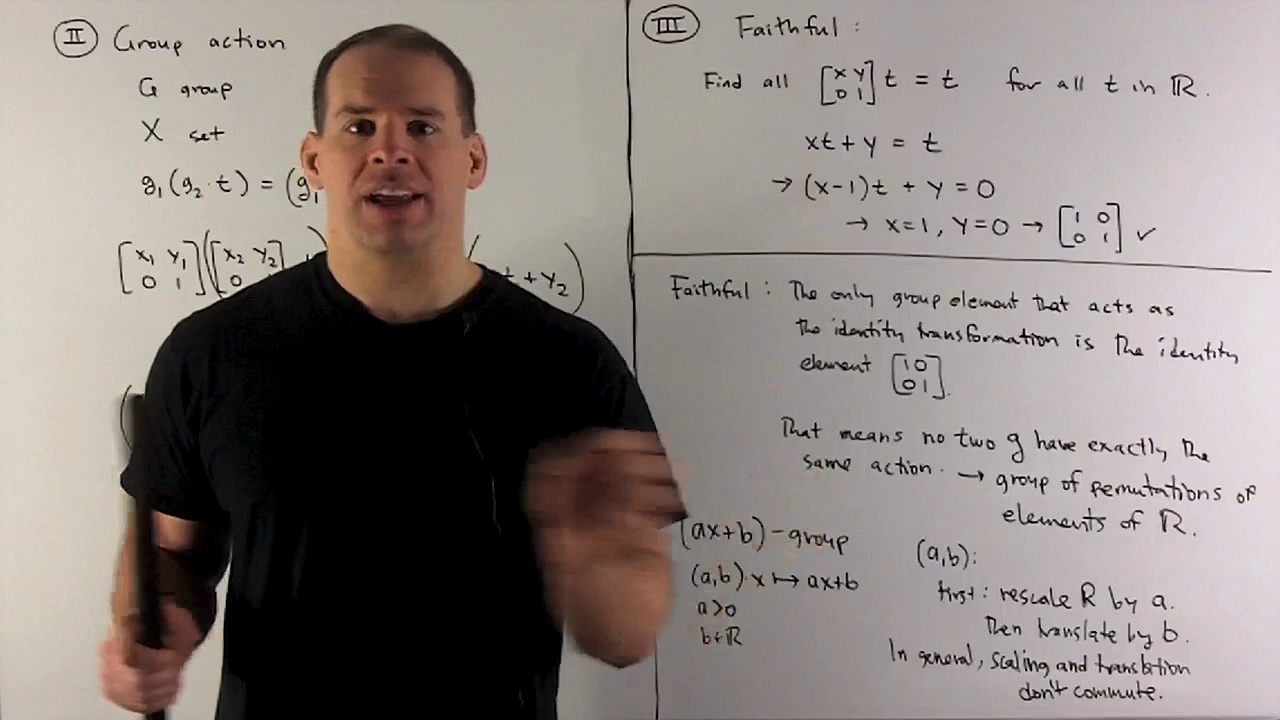 II Group action
G group
X set
g₁(g₂·t) = (g₁
[x₁ y₁
0 1]([x₂ y₂]
0 t + y₂)
(
III Faithful:
Find all [x y
0 1] t = t for all t in ℝ.
xt + y = t
→ (x-1)t + y = 0
→ x=1, y=0 → [1 0
0 1] ✓
Faithful: The only group element that acts as
the identity transformation is the identity
element [1 0
0 1].
That means no two g have exactly the
same action. → group of permutations of
elements of ℝ.
(ax+b)-group
(a,b)·x ↦ ax+b
a>0
b∈ℝ
(a,b):
first: rescale ℝ by a.
Then translate by b.
In general, scaling and translation
don't commute.